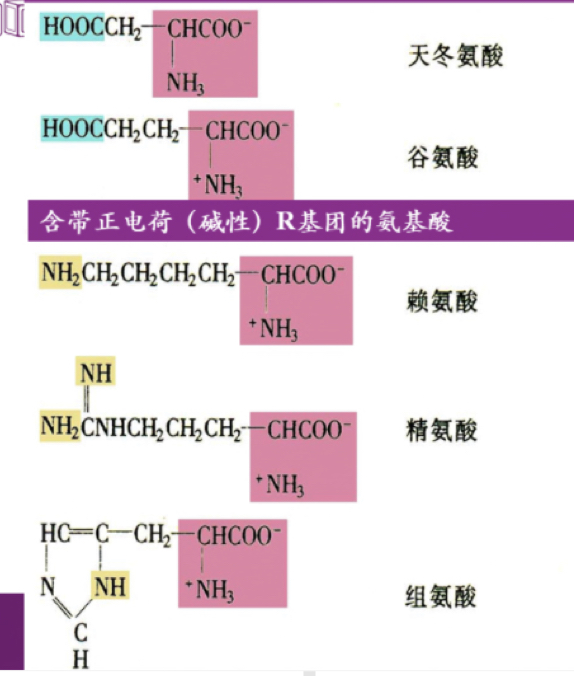 HOOCCH₂—CHCOO⁻
NH₃
天冬氨酸
HOOCCH₂CH₂—CHCOO⁻
⁺NH₃
谷氨酸
含带正电荷（碱性）R基团的氨基酸
NH₂CH₂CH₂CH₂CH₂—CHCOO⁻
⁺NH₃
赖氨酸
NH
NH₂CNHCH₂CH₂CH₂—CHCOO⁻
⁺NH₃
精氨酸
HC=C—CH₂—CHCOO⁻
N NH ⁺NH₃
组氨酸
C
H